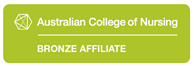 Australian College of Nursing
BRONZE AFFILIATE